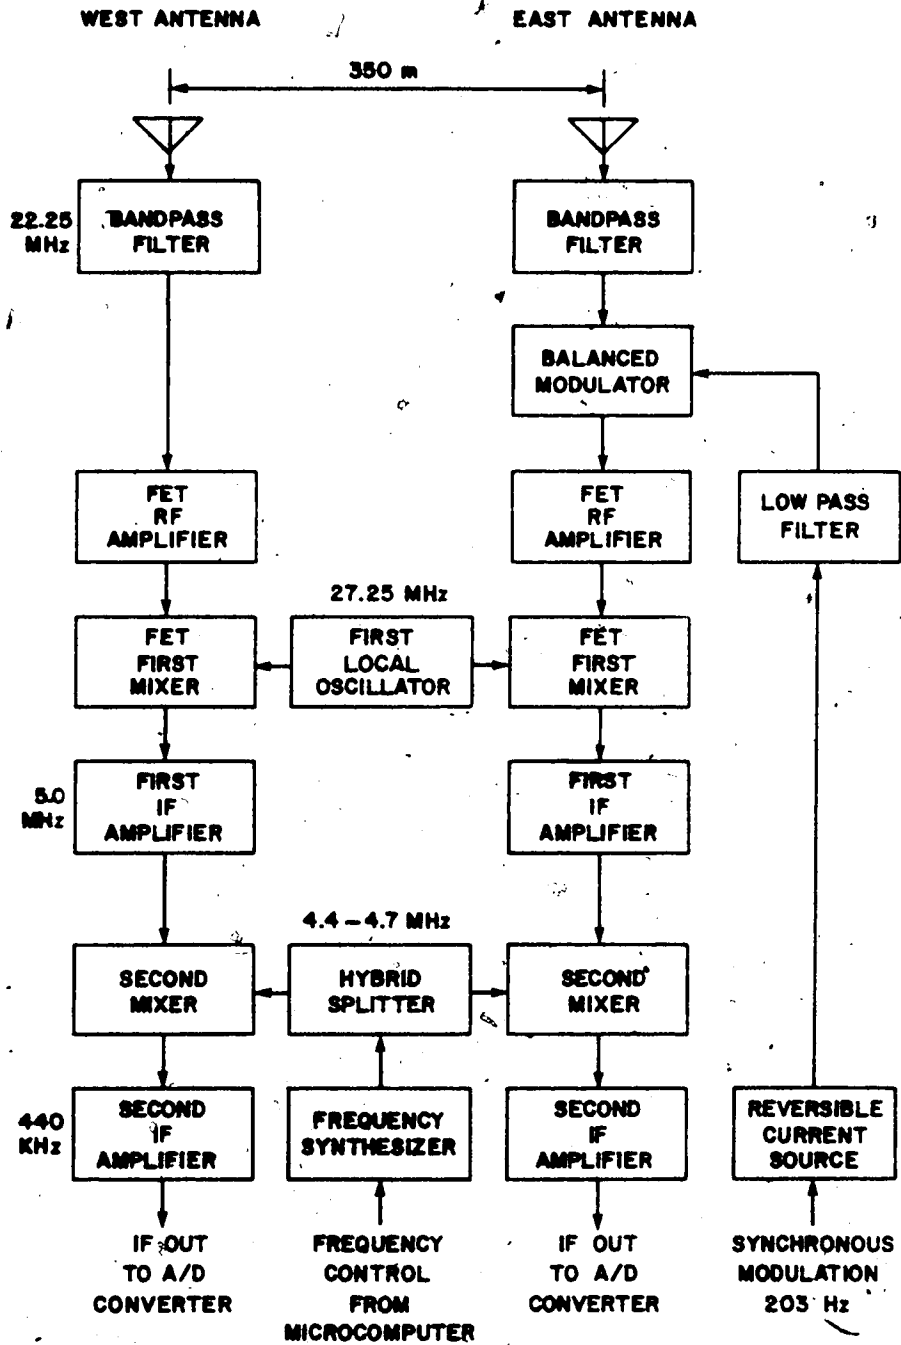 WEST ANTENNA
EAST ANTENNA
350 m
22.25
MHz
BANDPASS
FILTER
BANDPASS
FILTER
BALANCED
MODULATOR
FET
RF
AMPLIFIER
FET
RF
AMPLIFIER
LOW PASS
FILTER
27.25 MHz
FET
FIRST
MIXER
FIRST
LOCAL
OSCILLATOR
FET
FIRST
MIXER
5.0
MHz
FIRST
IF
AMPLIFIER
FIRST
IF
AMPLIFIER
4.4 – 4.7 MHz
SECOND
MIXER
HYBRID
SPLITTER
SECOND
MIXER
440
KHz
SECOND
IF
AMPLIFIER
FREQUENCY
SYNTHESIZER
SECOND
IF
AMPLIFIER
REVERSIBLE
CURRENT
SOURCE
IF OUT
TO A/D
CONVERTER
FREQUENCY
CONTROL
FROM
MICROCOMPUTER
IF OUT
TO A/D
CONVERTER
SYNCHRONOUS
MODULATION
203 Hz